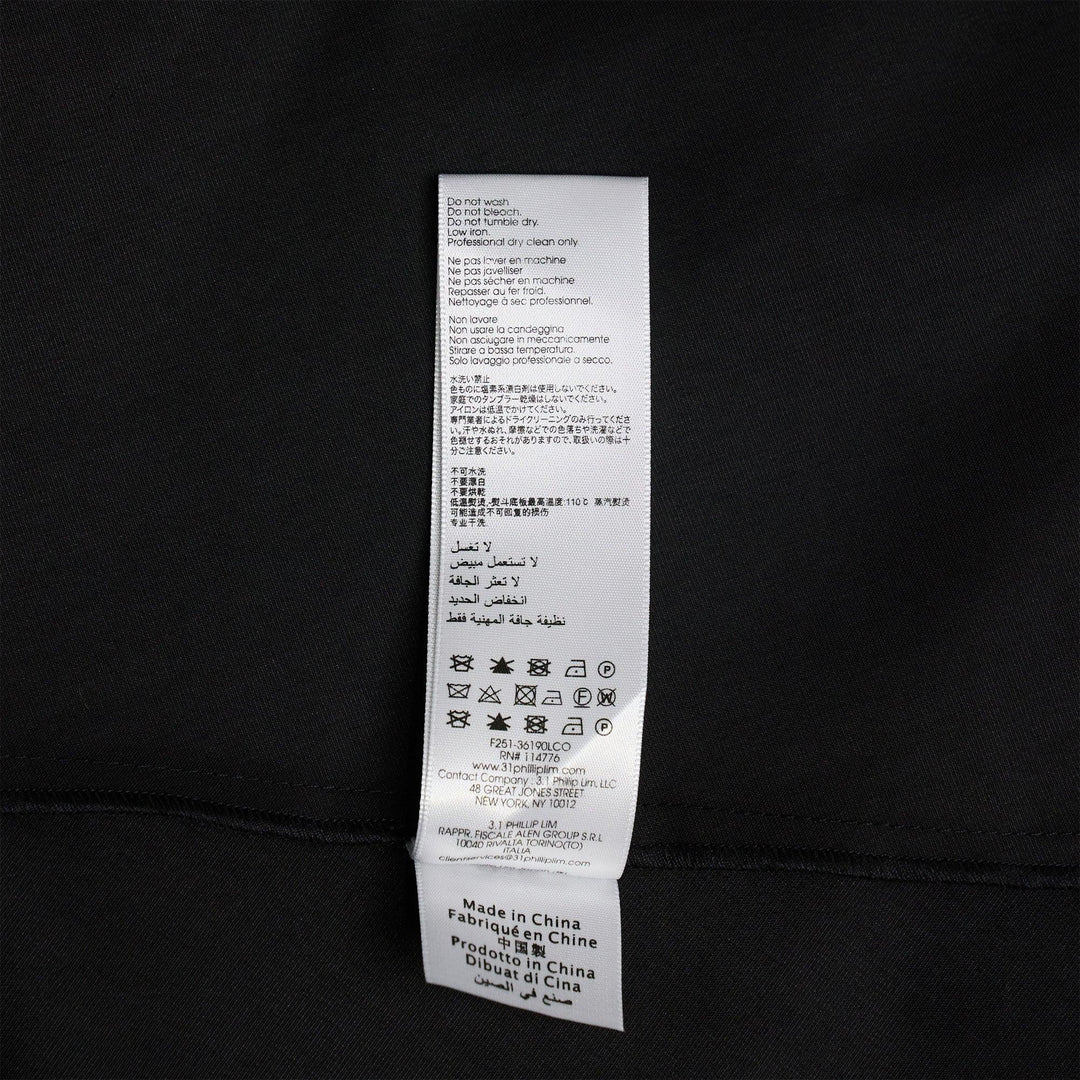 Do not wash
Do not bleach.
Do not tumble dry.
Low iron.
Professional dry clean only.
Ne pas laver en machine
Ne pas javelliser
Ne pas sécher en machine
Repasser au fer froid.
Nettoyage à sec professionnel.
Non lavare
Non usare la candeggina
Non asciugare in meccanicamente
Stirare a bassa temperatura.
Solo lavaggio professionale a secco.
水洗い禁止
色ものに塩素系漂白剤は使用しないでください。
家庭でのタンブラー乾燥はしないでください。
アイロンは低温でかけてください。
専門業者によるドライクリーニングのみ行ってくださ
い。汗や水ぬれ、摩擦などでの色落ちや洗濯などで
色褪せするおそれがありますので、取扱いの際は十
分ご注意ください。
不可水洗
不要漂白
不要烘乾
低温熨烫,熨斗底板最高温度:110℃ 蒸汽熨烫
可能造成不可回复的损伤
专业干洗
لا تغسل
لا تستعمل مبيض
لا تعثر الجافة
انخفاض الحديد
نظيفة جافة المهنية فقط
P
F W
P
F251-36190LCO
RN# 114776
www.31philliplim.com
Contact Company : 3.1 Phillip Lim, LLC
48 GREAT JONES STREET
NEW YORK, NY 10012
3.1 PHILLIP LIM
RAPPR. FISCALE ALEN GROUP S.R.L
10040 RIVALTA TORINO(TO)
ITALIA
clientservices@31philliplim.com
Made in China
Fabriqué en Chine
中国製
Prodotto in China
Dibuat di Cina
صنع في الصين